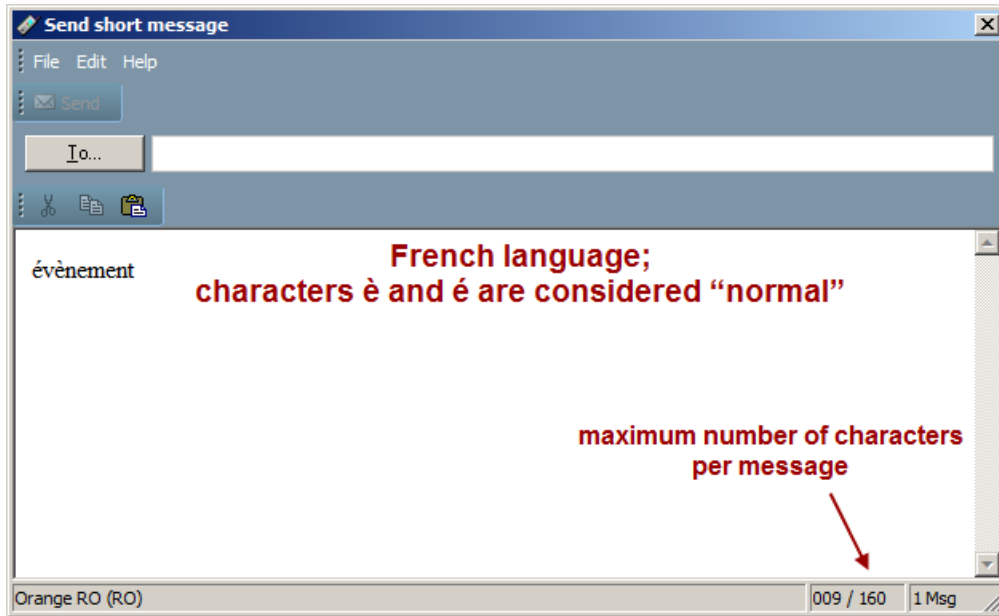 Send short message
File Edit Help
Send
To...
évènement
French language;
characters è and é are considered “normal”
maximum number of characters
per message
Orange RO (RO) 009 / 160 1 Msg